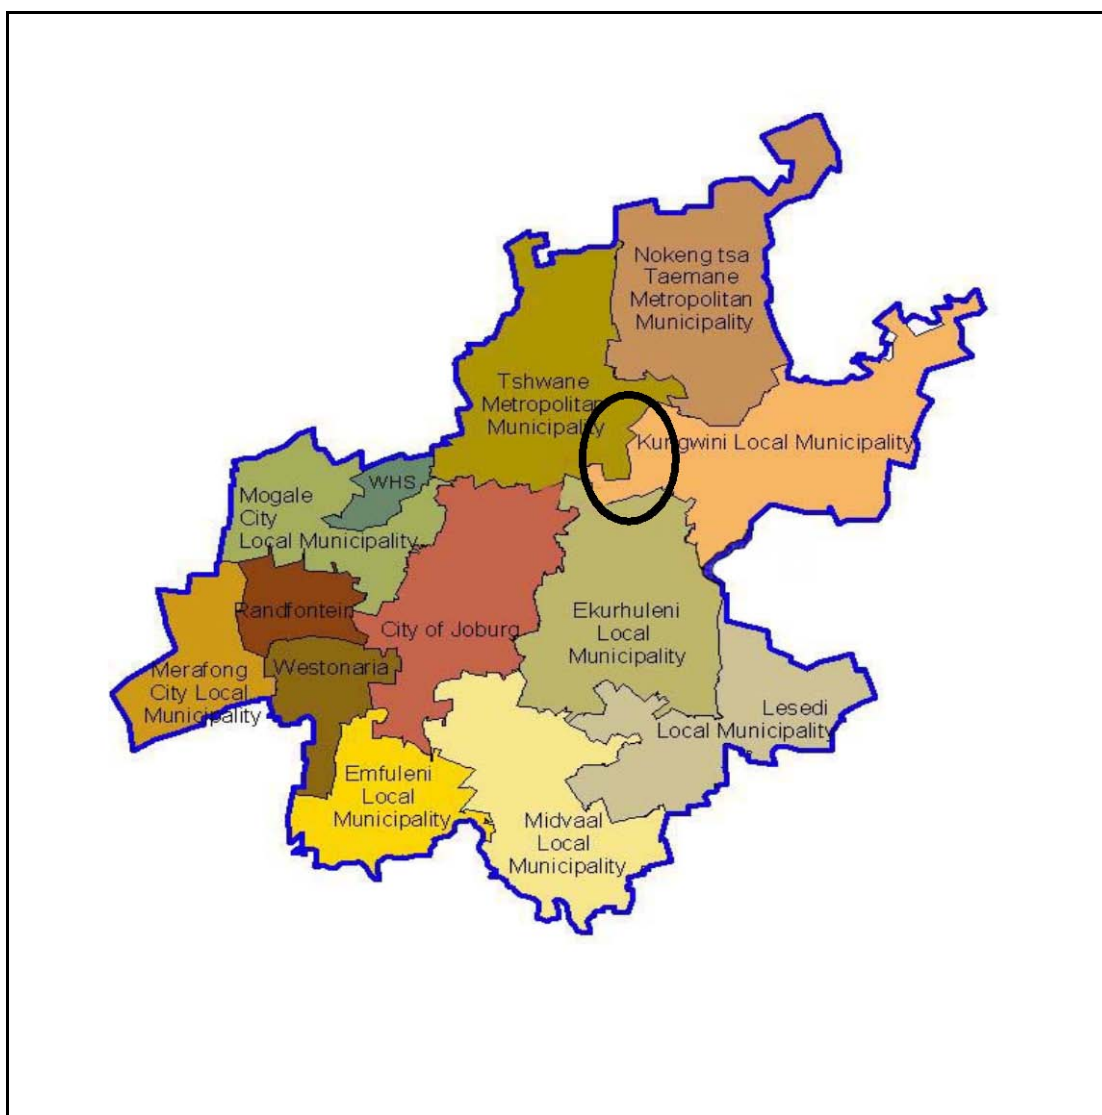 Nokeng tsa
Taemane
Metropolitan
Municipality
Tshwane
Metropolitan
Municipality
Kungwini Local Municipality
WHS
Mogale
City
Local Municipality
Randfontein
City of Joburg
Ekurhuleni
Local
Municipality
Westonaria
Merafong
City Local
Municipality
Lesedi
Local Municipality
Emfuleni
Local
Municipality
Midvaal
Local
Municipality